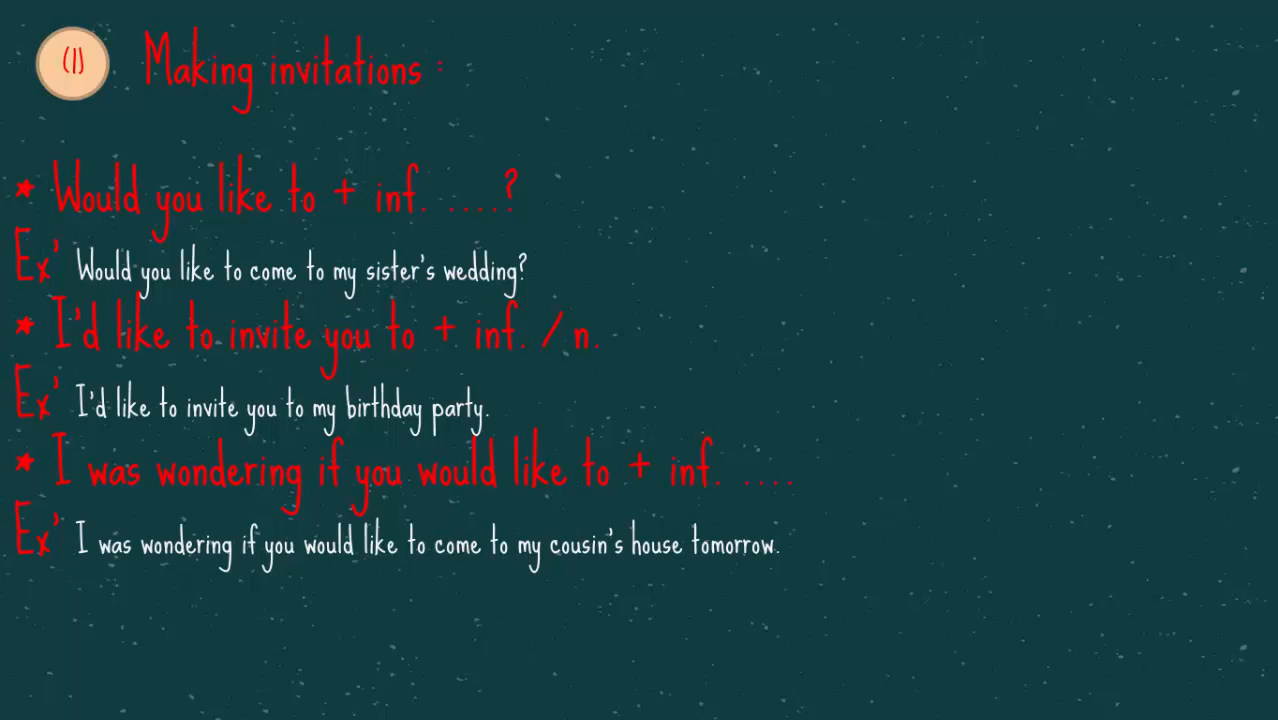 (1) Making invitations :
* Would you like to + inf. ....?
Ex' Would you like to come to my sister's wedding?
* I'd like to invite you to + inf. / n.
Ex' I'd like to invite you to my birthday party.
* I was wondering if you would like to + inf. ....
Ex' I was wondering if you would like to come to my cousin's house tomorrow.